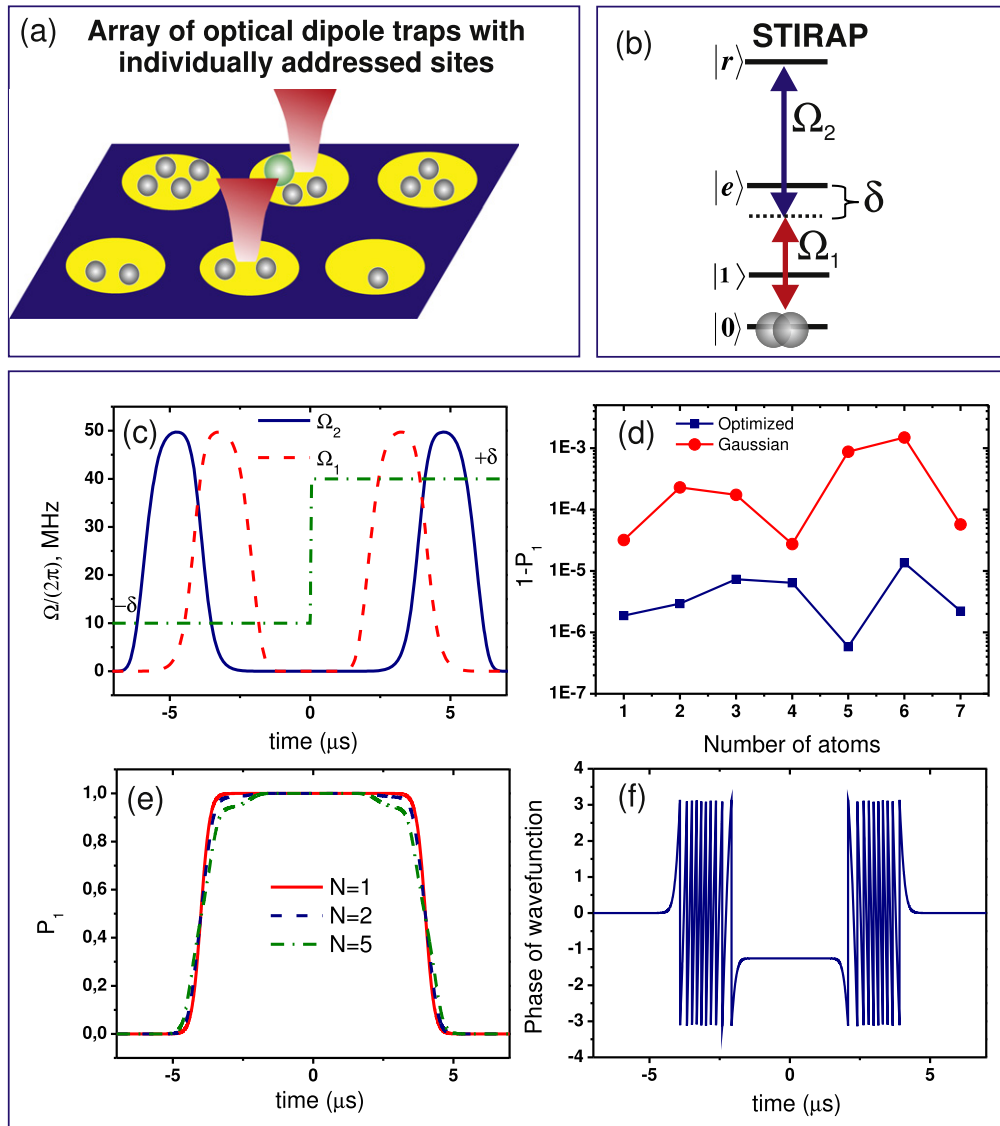 (a) Array of optical dipole traps with
individually addressed sites
(b) STIRAP
|r⟩
Ω₂
|e⟩
δ
Ω₁
|1⟩
|0⟩
(c)
Ω₂
Ω₁
+δ
−δ
50
40
30
20
10
0
Ω/(2π), MHz
-5 0 5
time (μs)
(d)
Optimized
Gaussian
1E-3
1E-4
1E-5
1E-6
1E-7
1-P₁
1 2 3 4 5 6 7
Number of atoms
(e)
1,0
0,8
0,6
0,4
0,2
0,0
P₁
N=1
N=2
N=5
-5 0 5
time (μs)
(f)
4
3
2
1
0
-1
-2
-3
-4
Phase of wavefunction
-5 0 5
time (μs)